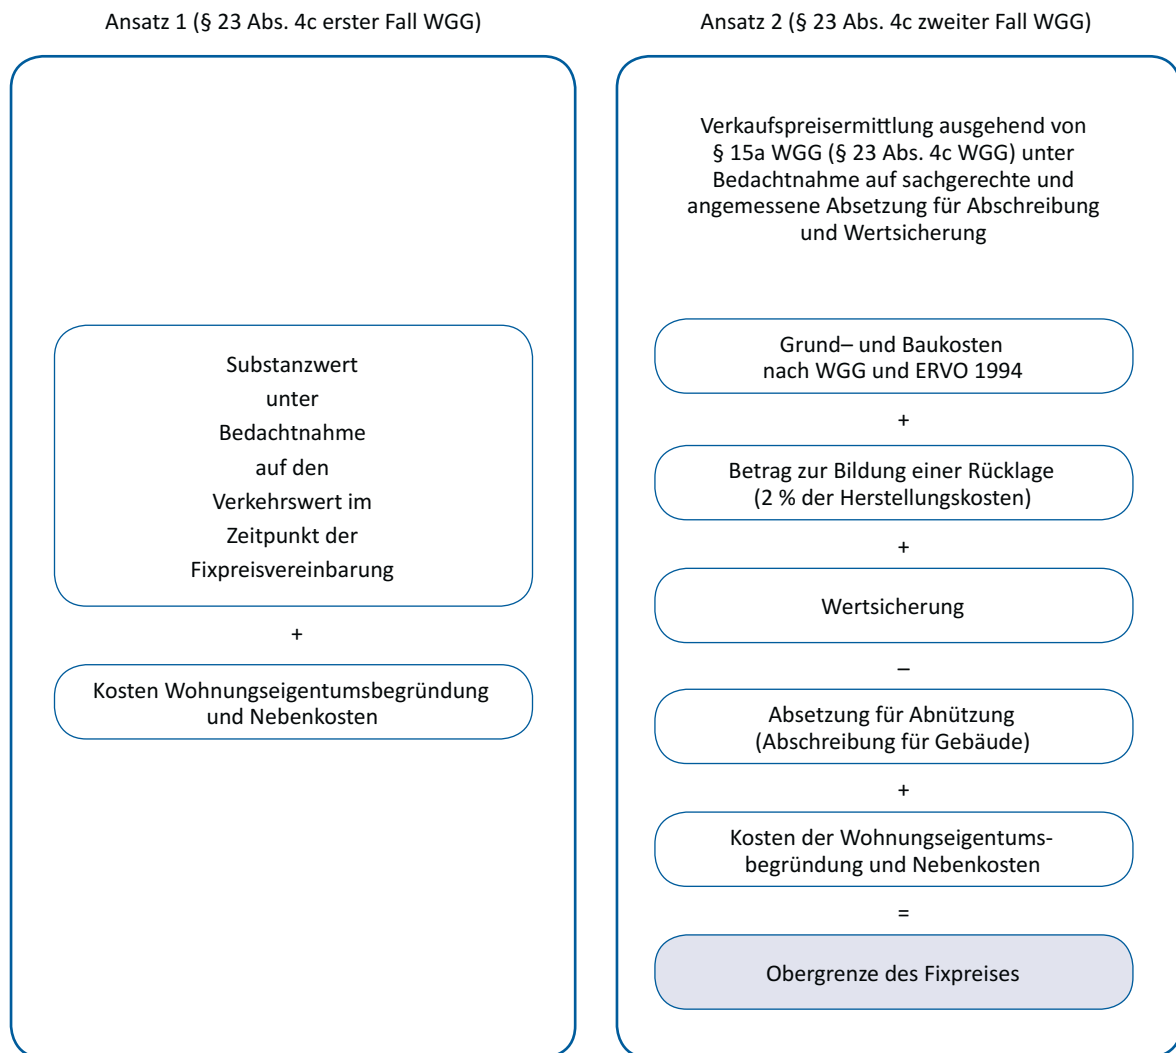 Ansatz 1 (§ 23 Abs. 4c erster Fall WGG)
Substanzwert
unter
Bedachtnahme
auf den
Verkehrswert im
Zeitpunkt der
Fixpreisvereinbarung
+
Kosten Wohnungseigentumsbegründung
und Nebenkosten
Ansatz 2 (§ 23 Abs. 4c zweiter Fall WGG)
Verkaufspreisermittlung ausgehend von
§ 15a WGG (§ 23 Abs. 4c WGG) unter
Bedachtnahme auf sachgerechte und
angemessene Absetzung für Abschreibung
und Wertsicherung
Grund– und Baukosten
nach WGG und ERVO 1994
+
Betrag zur Bildung einer Rücklage
(2 % der Herstellungskosten)
+
Wertsicherung
–
Absetzung für Abnützung
(Abschreibung für Gebäude)
+
Kosten der Wohnungseigentums-
begründung und Nebenkosten
=
Obergrenze des Fixpreises